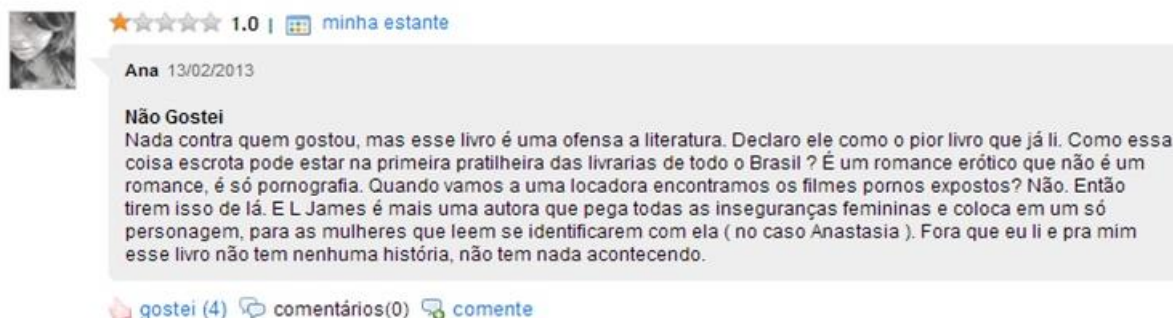 1.0 | minha estante
Ana 13/02/2013
Não Gostei
Nada contra quem gostou, mas esse livro é uma ofensa a literatura. Declaro ele como o pior livro que já li. Como essa
coisa escrota pode estar na primeira pratilheira das livrarias de todo o Brasil ? É um romance erótico que não é um
romance, é só pornografia. Quando vamos a uma locadora encontramos os filmes pornos expostos? Não. Então
tirem isso de lá. E L James é mais uma autora que pega todas as inseguranças femininas e coloca em um só
personagem, para as mulheres que leem se identificarem com ela ( no caso Anastasia ). Fora que eu li e pra mim
esse livro não tem nenhuma história, não tem nada acontecendo.
gostei (4) comentários(0) comente